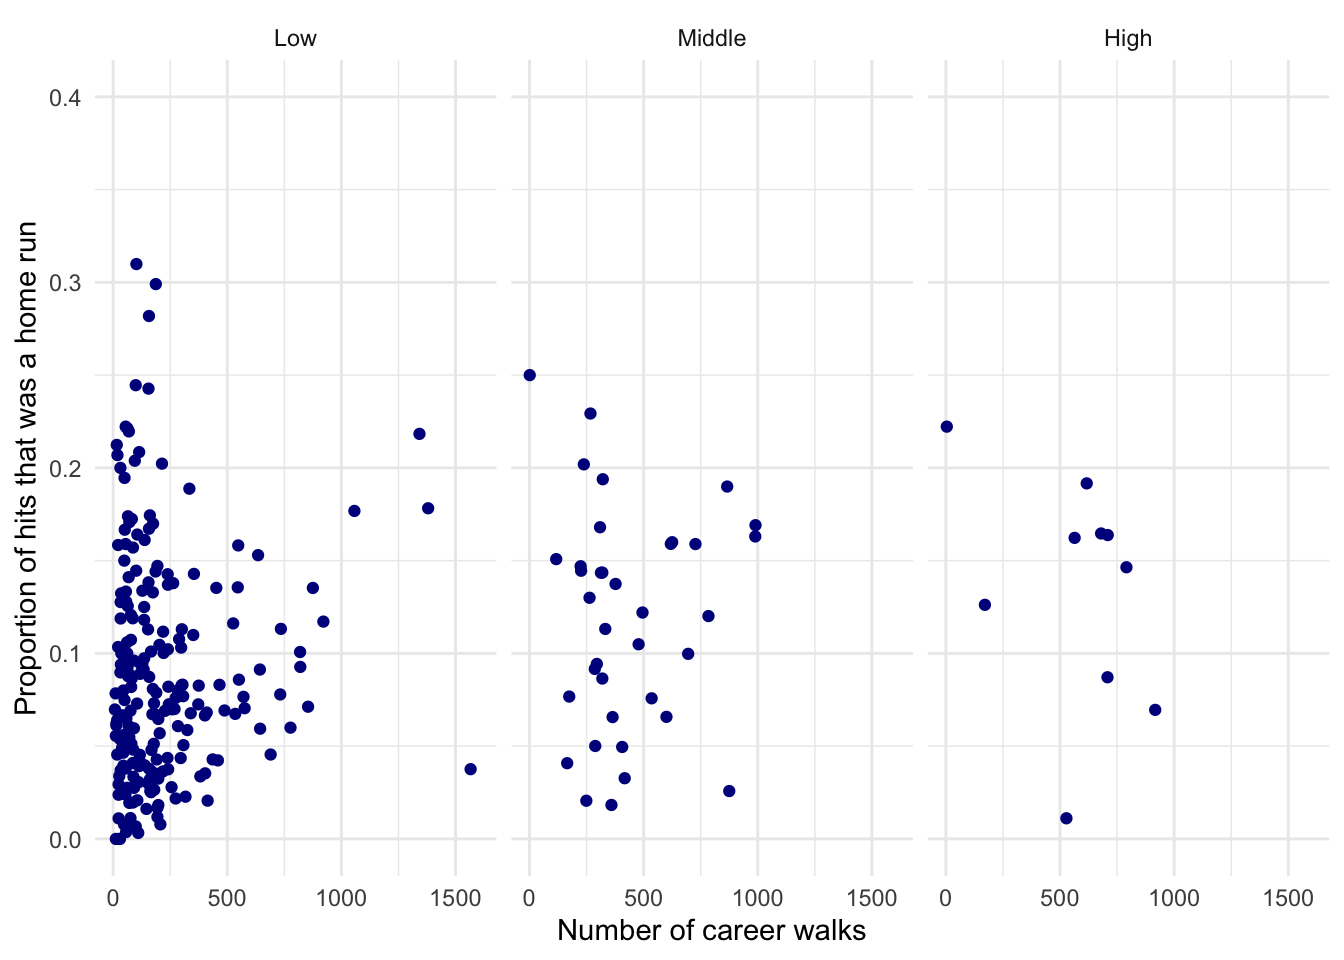 Low Middle High
Proportion of hits that was a home run
0.4
0.3
0.2
0.1
0.0
0 500 1000 1500 0 500 1000 1500 0 500 1000 1500
Number of career walks